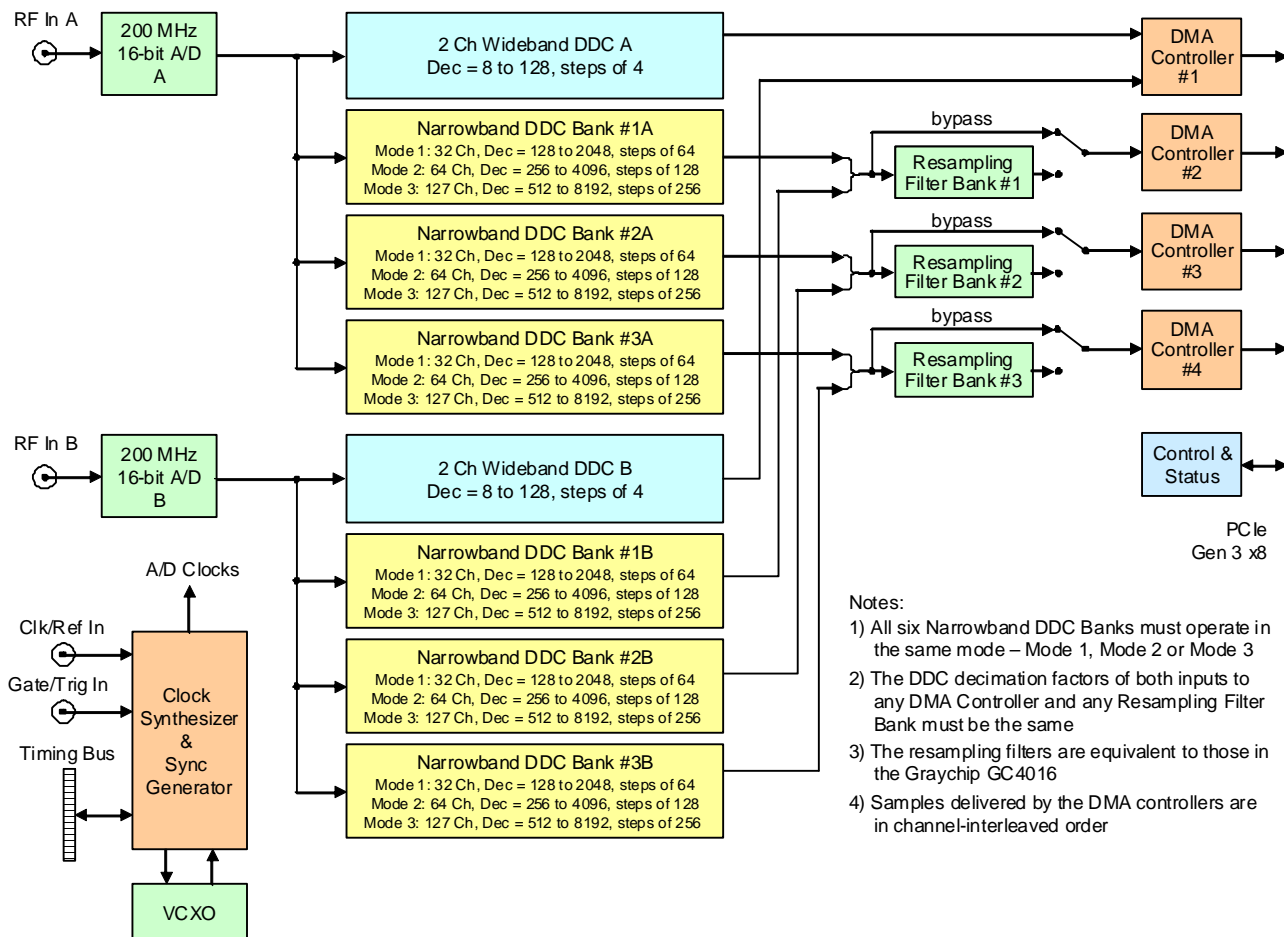 RF In A
200 MHz
16-bit A/D
A
2 Ch Wideband DDC A
Dec = 8 to 128, steps of 4
DMA
Controller
#1
Narrowband DDC Bank #1A
Mode 1: 32 Ch, Dec = 128 to 2048, steps of 64
Mode 2: 64 Ch, Dec = 256 to 4096, steps of 128
Mode 3: 127 Ch, Dec = 512 to 8192, steps of 256
bypass
Resampling
Filter Bank #1
DMA
Controller
#2
Narrowband DDC Bank #2A
Mode 1: 32 Ch, Dec = 128 to 2048, steps of 64
Mode 2: 64 Ch, Dec = 256 to 4096, steps of 128
Mode 3: 127 Ch, Dec = 512 to 8192, steps of 256
bypass
Resampling
Filter Bank #2
DMA
Controller
#3
Narrowband DDC Bank #3A
Mode 1: 32 Ch, Dec = 128 to 2048, steps of 64
Mode 2: 64 Ch, Dec = 256 to 4096, steps of 128
Mode 3: 127 Ch, Dec = 512 to 8192, steps of 256
bypass
Resampling
Filter Bank #3
DMA
Controller
#4
RF In B
200 MHz
16-bit A/D
B
2 Ch Wideband DDC B
Dec = 8 to 128, steps of 4
Control &
Status
PCIe
Gen 3 x8
Narrowband DDC Bank #1B
Mode 1: 32 Ch, Dec = 128 to 2048, steps of 64
Mode 2: 64 Ch, Dec = 256 to 4096, steps of 128
Mode 3: 127 Ch, Dec = 512 to 8192, steps of 256
Narrowband DDC Bank #2B
Mode 1: 32 Ch, Dec = 128 to 2048, steps of 64
Mode 2: 64 Ch, Dec = 256 to 4096, steps of 128
Mode 3: 127 Ch, Dec = 512 to 8192, steps of 256
Narrowband DDC Bank #3B
Mode 1: 32 Ch, Dec = 128 to 2048, steps of 64
Mode 2: 64 Ch, Dec = 256 to 4096, steps of 128
Mode 3: 127 Ch, Dec = 512 to 8192, steps of 256
A/D Clocks
Clk/Ref In
Gate/Trig In
Timing Bus
Clock
Synthesizer
&
Sync
Generator
VCXO
Notes:
1) All six Narrowband DDC Banks must operate in
the same mode – Mode 1, Mode 2 or Mode 3
2) The DDC decimation factors of both inputs to
any DMA Controller and any Resampling Filter
Bank must be the same
3) The resampling filters are equivalent to those in
the Graychip GC4016
4) Samples delivered by the DMA controllers are
in channel-interleaved order